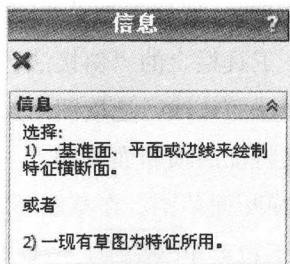 信息 ?
信息
选择:
1) 一基准面、平面或边线来绘制
特征横断面。
或者
2) 一现有草图为特征所用。